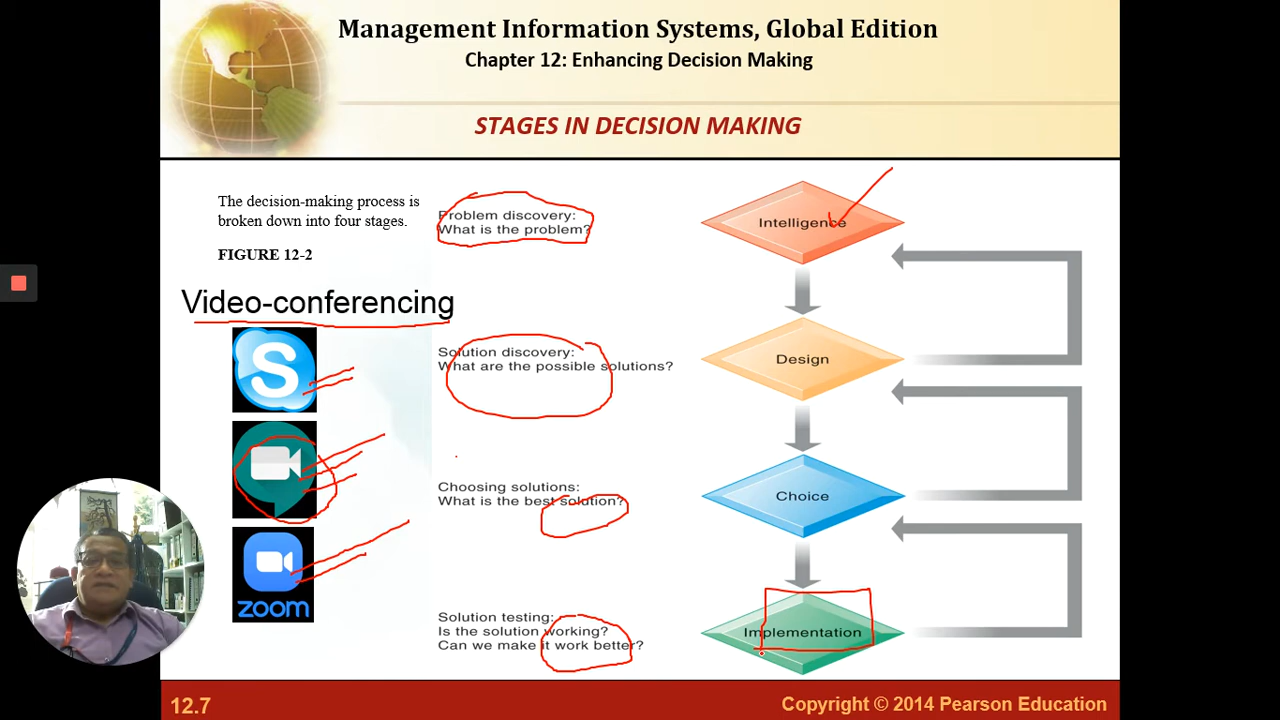 Management Information Systems, Global Edition
Chapter 12: Enhancing Decision Making
STAGES IN DECISION MAKING
The decision-making process is
broken down into four stages.
FIGURE 12-2
Problem discovery:
What is the problem?
Intelligence
Video-conferencing
S
Solution discovery:
What are the possible solutions?
Design
Choosing solutions:
What is the best solution?
Choice
zoom
Solution testing:
Is the solution working?
Can we make it work better?
Implementation
12.7
Copyright © 2014 Pearson Education